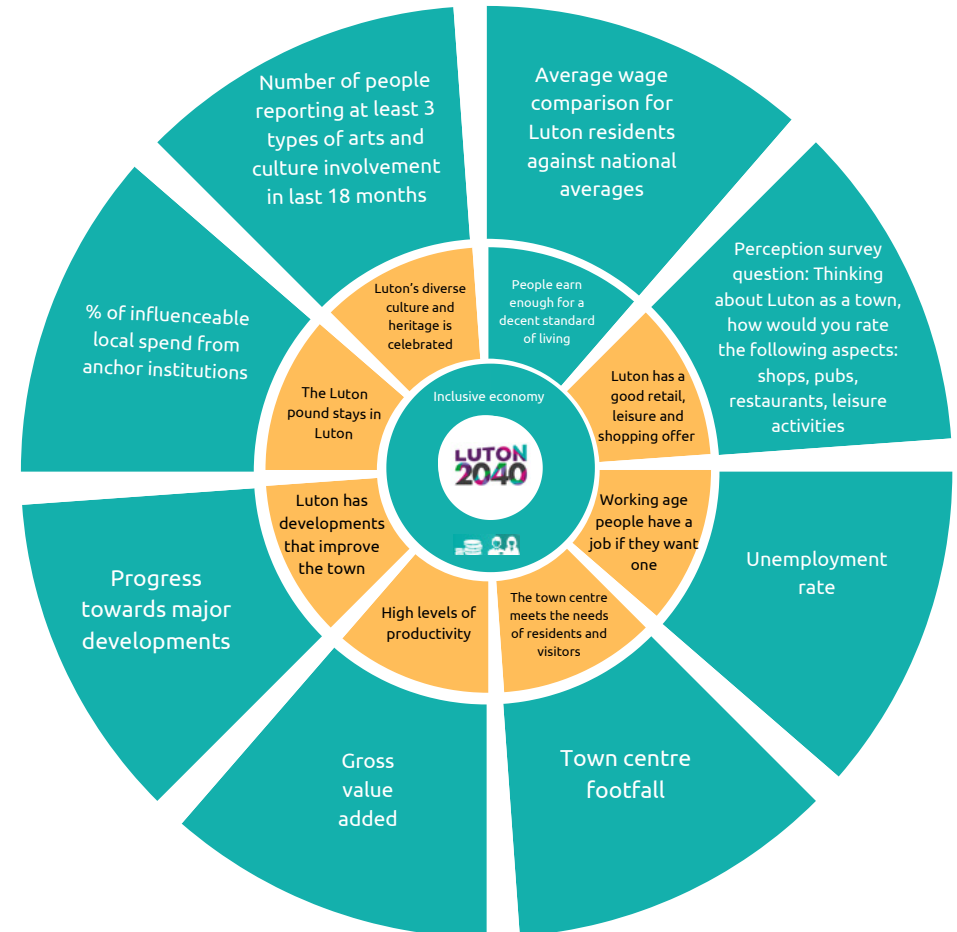 Number of people
reporting at least 3
types of arts and
culture involvement
in last 18 months
Average wage
comparison for
Luton residents
against national
averages
Perception survey
question: Thinking
about Luton as a town,
how would you rate
the following aspects:
shops, pubs,
restaurants, leisure
activities
% of influenceable
local spend from
anchor institutions
Luton's diverse
culture and
heritage is
celebrated
People earn
enough for a
decent standard
of living
The Luton
pound stays in
Luton
Luton has a
good retail,
leisure and
shopping offer
Inclusive economy
LUTON
2040
Luton has
developments
that improve
the town
Working age
people have a
job if they want
one
High levels of
productivity
The town centre
meets the needs
of residents and
visitors
Progress
towards major
developments
Unemployment
rate
Gross
value
added
Town centre
footfall